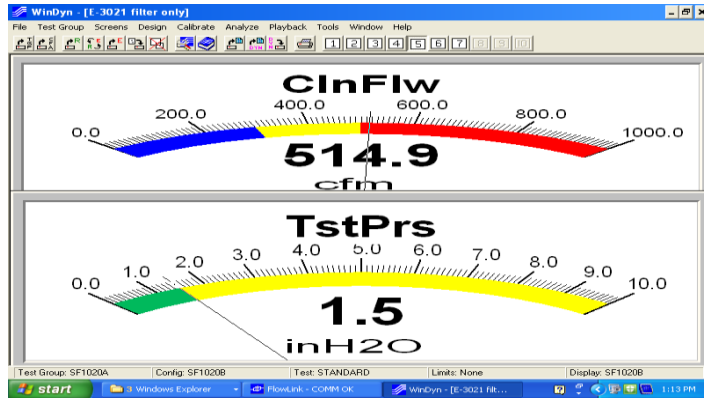 WinDyn - [E-3021 filter only]
File Test Group Screens Design Calibrate Analyze Playback Tools Window Help
1 2 3 4 5 6 7 8 9 10
ClnFlw
0.0 200.0 400.0 600.0 800.0 1000.0
514.9
cfm
TstPrs
0.0 1.0 2.0 3.0 4.0 5.0 6.0 7.0 8.0 9.0 10.0
1.5
inH2O
Test Group: SF1020A Config: SF1020B Test: STANDARD Limits: None Display: SF1020B
start 3 Windows Explorer FlowLink - COMM OK WinDyn - [E-3021 filt... 1:13 PM